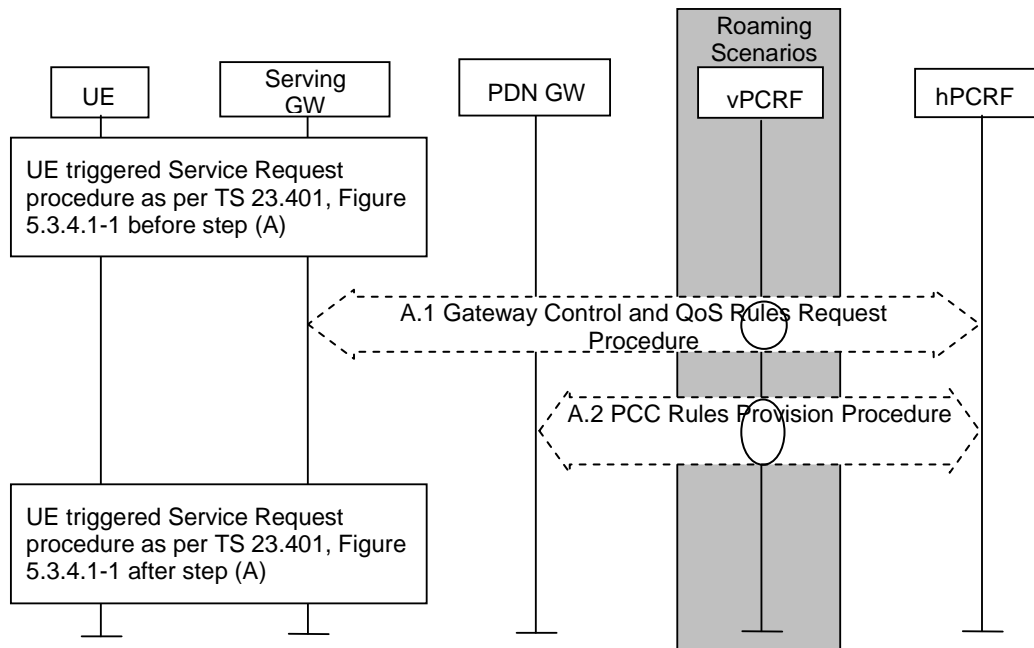 Roaming
Scenarios
UE
Serving
GW
PDN GW
vPCRF
hPCRF
UE triggered Service Request
procedure as per TS 23.401, Figure
5.3.4.1-1 before step (A)
A.1 Gateway Control and QoS Rules Request
Procedure
A.2 PCC Rules Provision Procedure
UE triggered Service Request
procedure as per TS 23.401, Figure
5.3.4.1-1 after step (A)